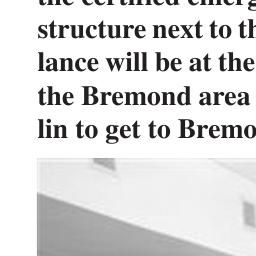 the certified emerg
structure next to th
lance will be at the
the Bremond area
lin to get to Bremo